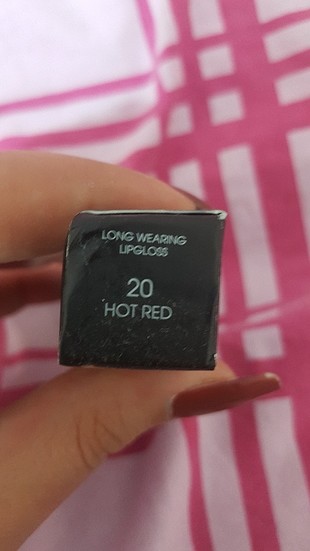 LONG WEARING
LIPGLOSS
20
HOT RED